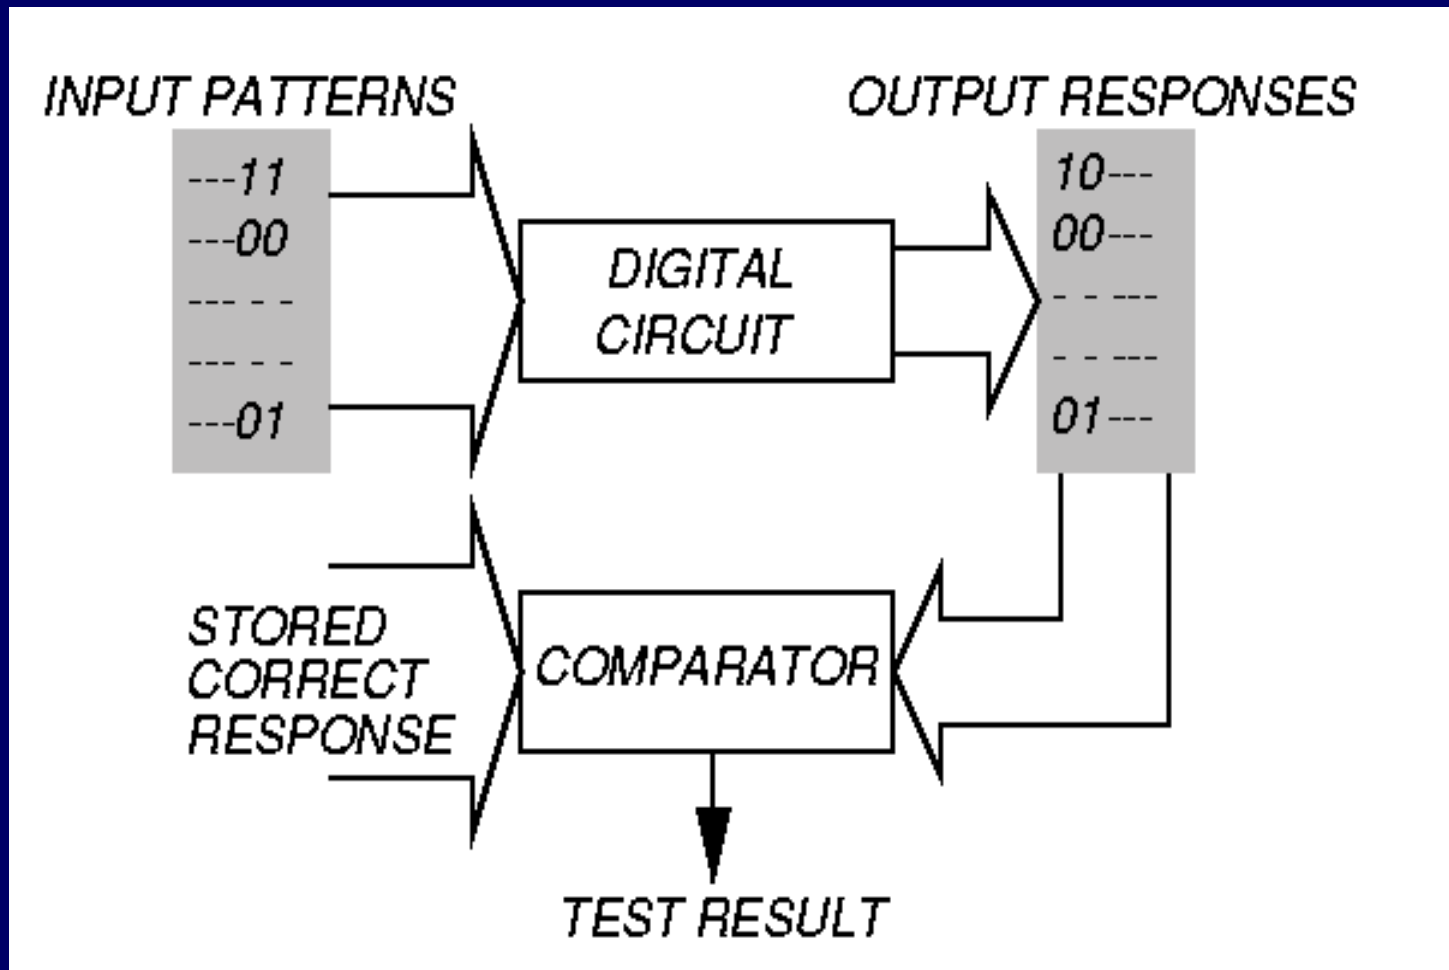 INPUT PATTERNS
---11
---00
--- - -
--- - -
---01
DIGITAL
CIRCUIT
OUTPUT RESPONSES
10---
00---
- - ---
- - ---
01---
STORED
CORRECT
RESPONSE
COMPARATOR
TEST RESULT